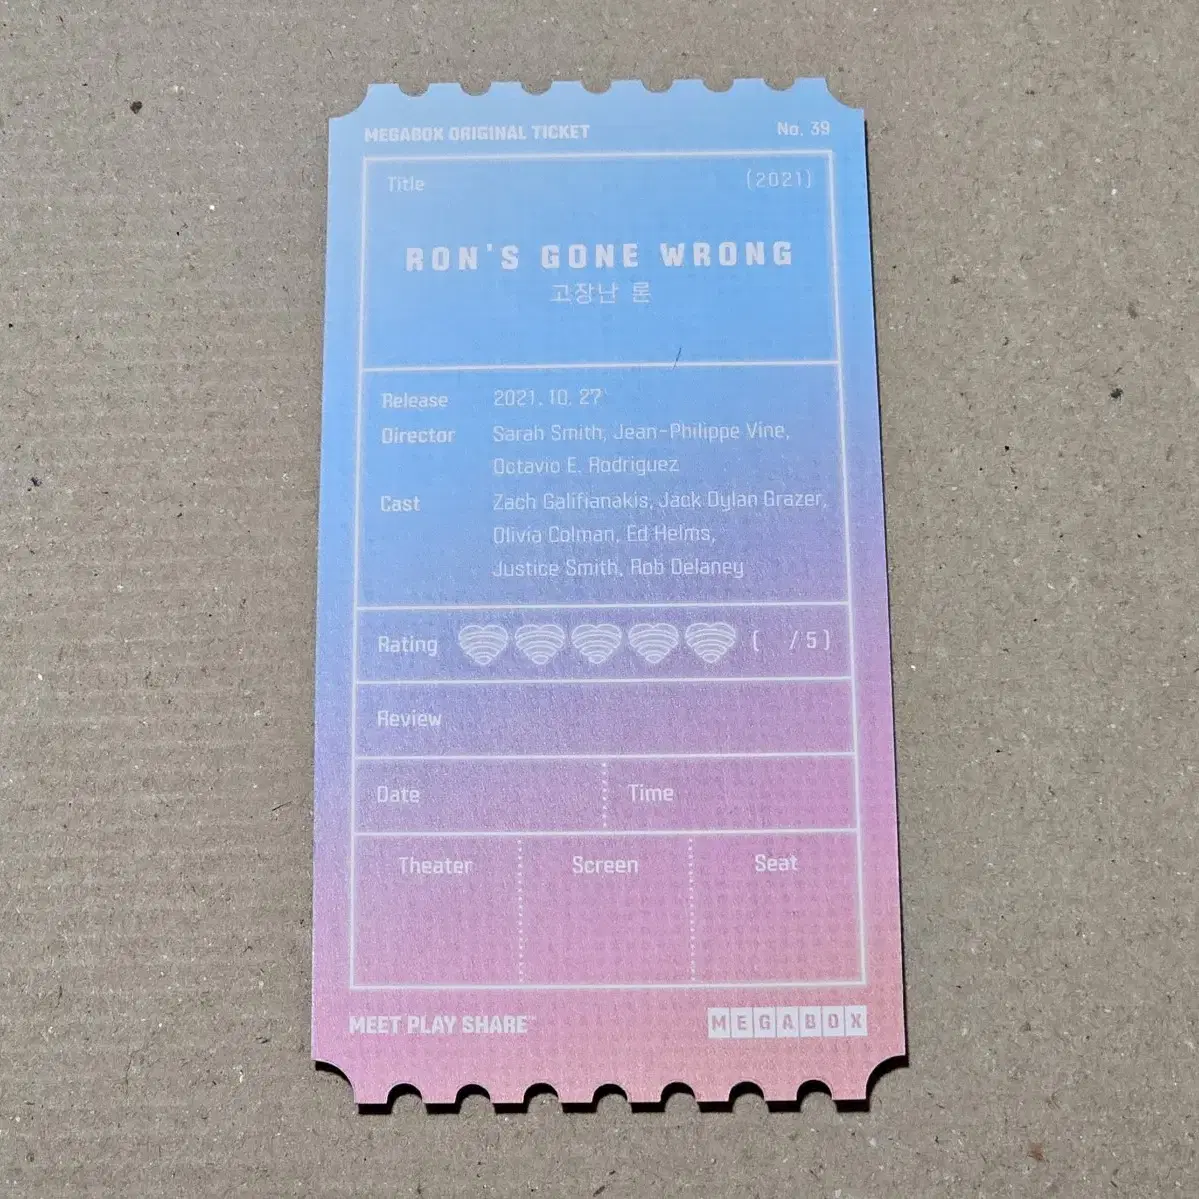 MEGABOX ORIGINAL TICKET No. 39
Title (2021)
RON'S GONE WRONG
고장난 론
Release 2021. 10. 27
Director Sarah Smith, Jean-Philippe Vine,
Octavio E. Rodriguez
Cast Zach Galifianakis, Jack Dylan Grazer,
Olivia Colman, Ed Helms,
Justice Smith, Rob Delaney
Rating ( /5)
Review
Date Time
Theater Screen Seat
MEET PLAY SHARE™ MEGABOX